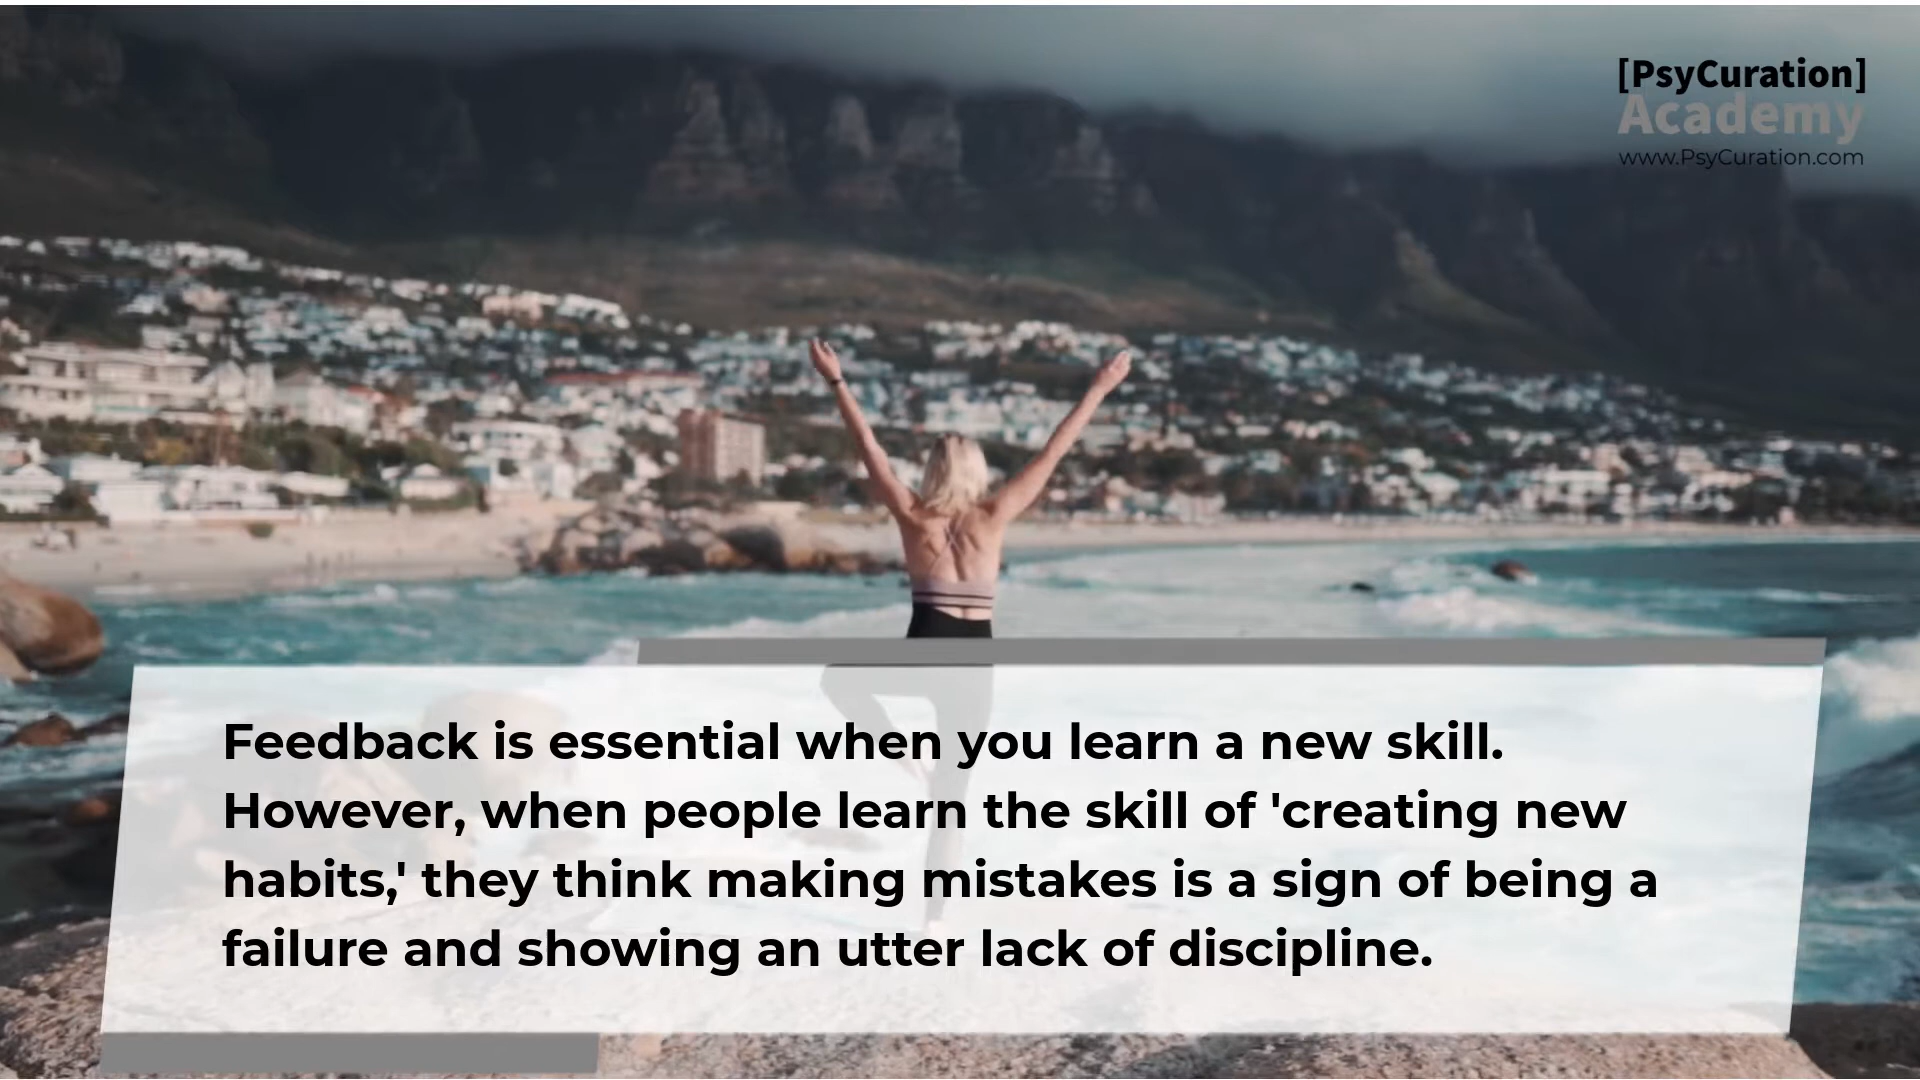 [PsyCuration]
Academy
www.PsyCuration.com
Feedback is essential when you learn a new skill.
However, when people learn the skill of 'creating new
habits,' they think making mistakes is a sign of being a
failure and showing an utter lack of discipline.